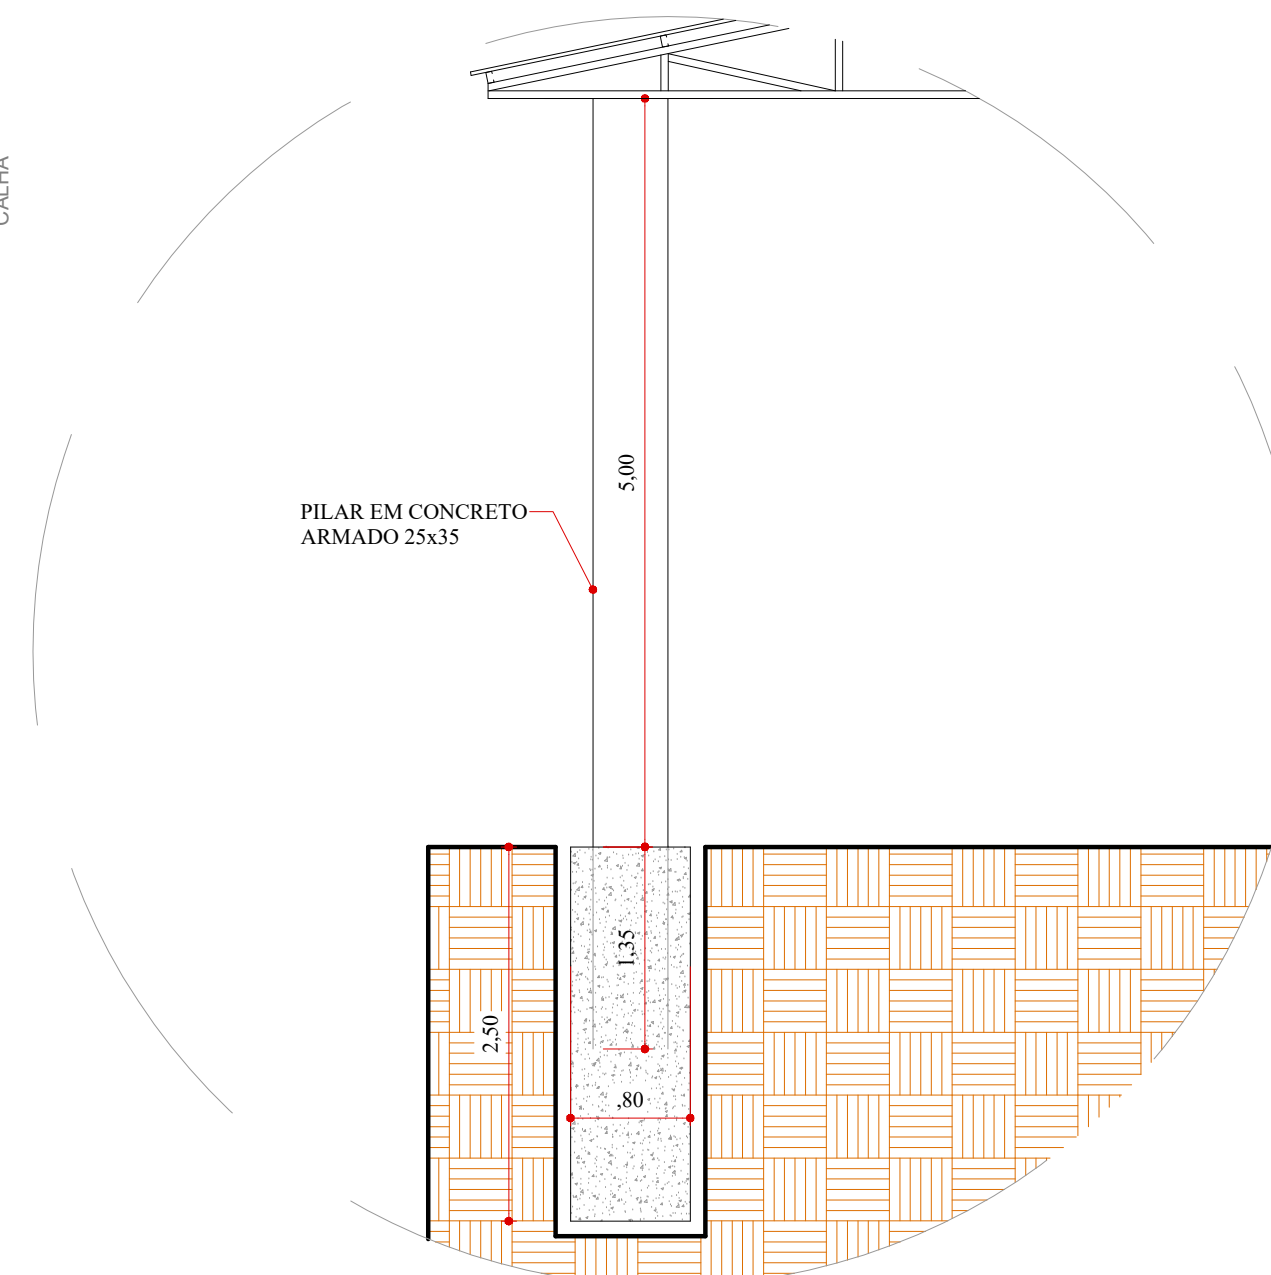 CALHA
5,00
PILAR EM CONCRETO
ARMADO 25x35
1,35
2,50
,80